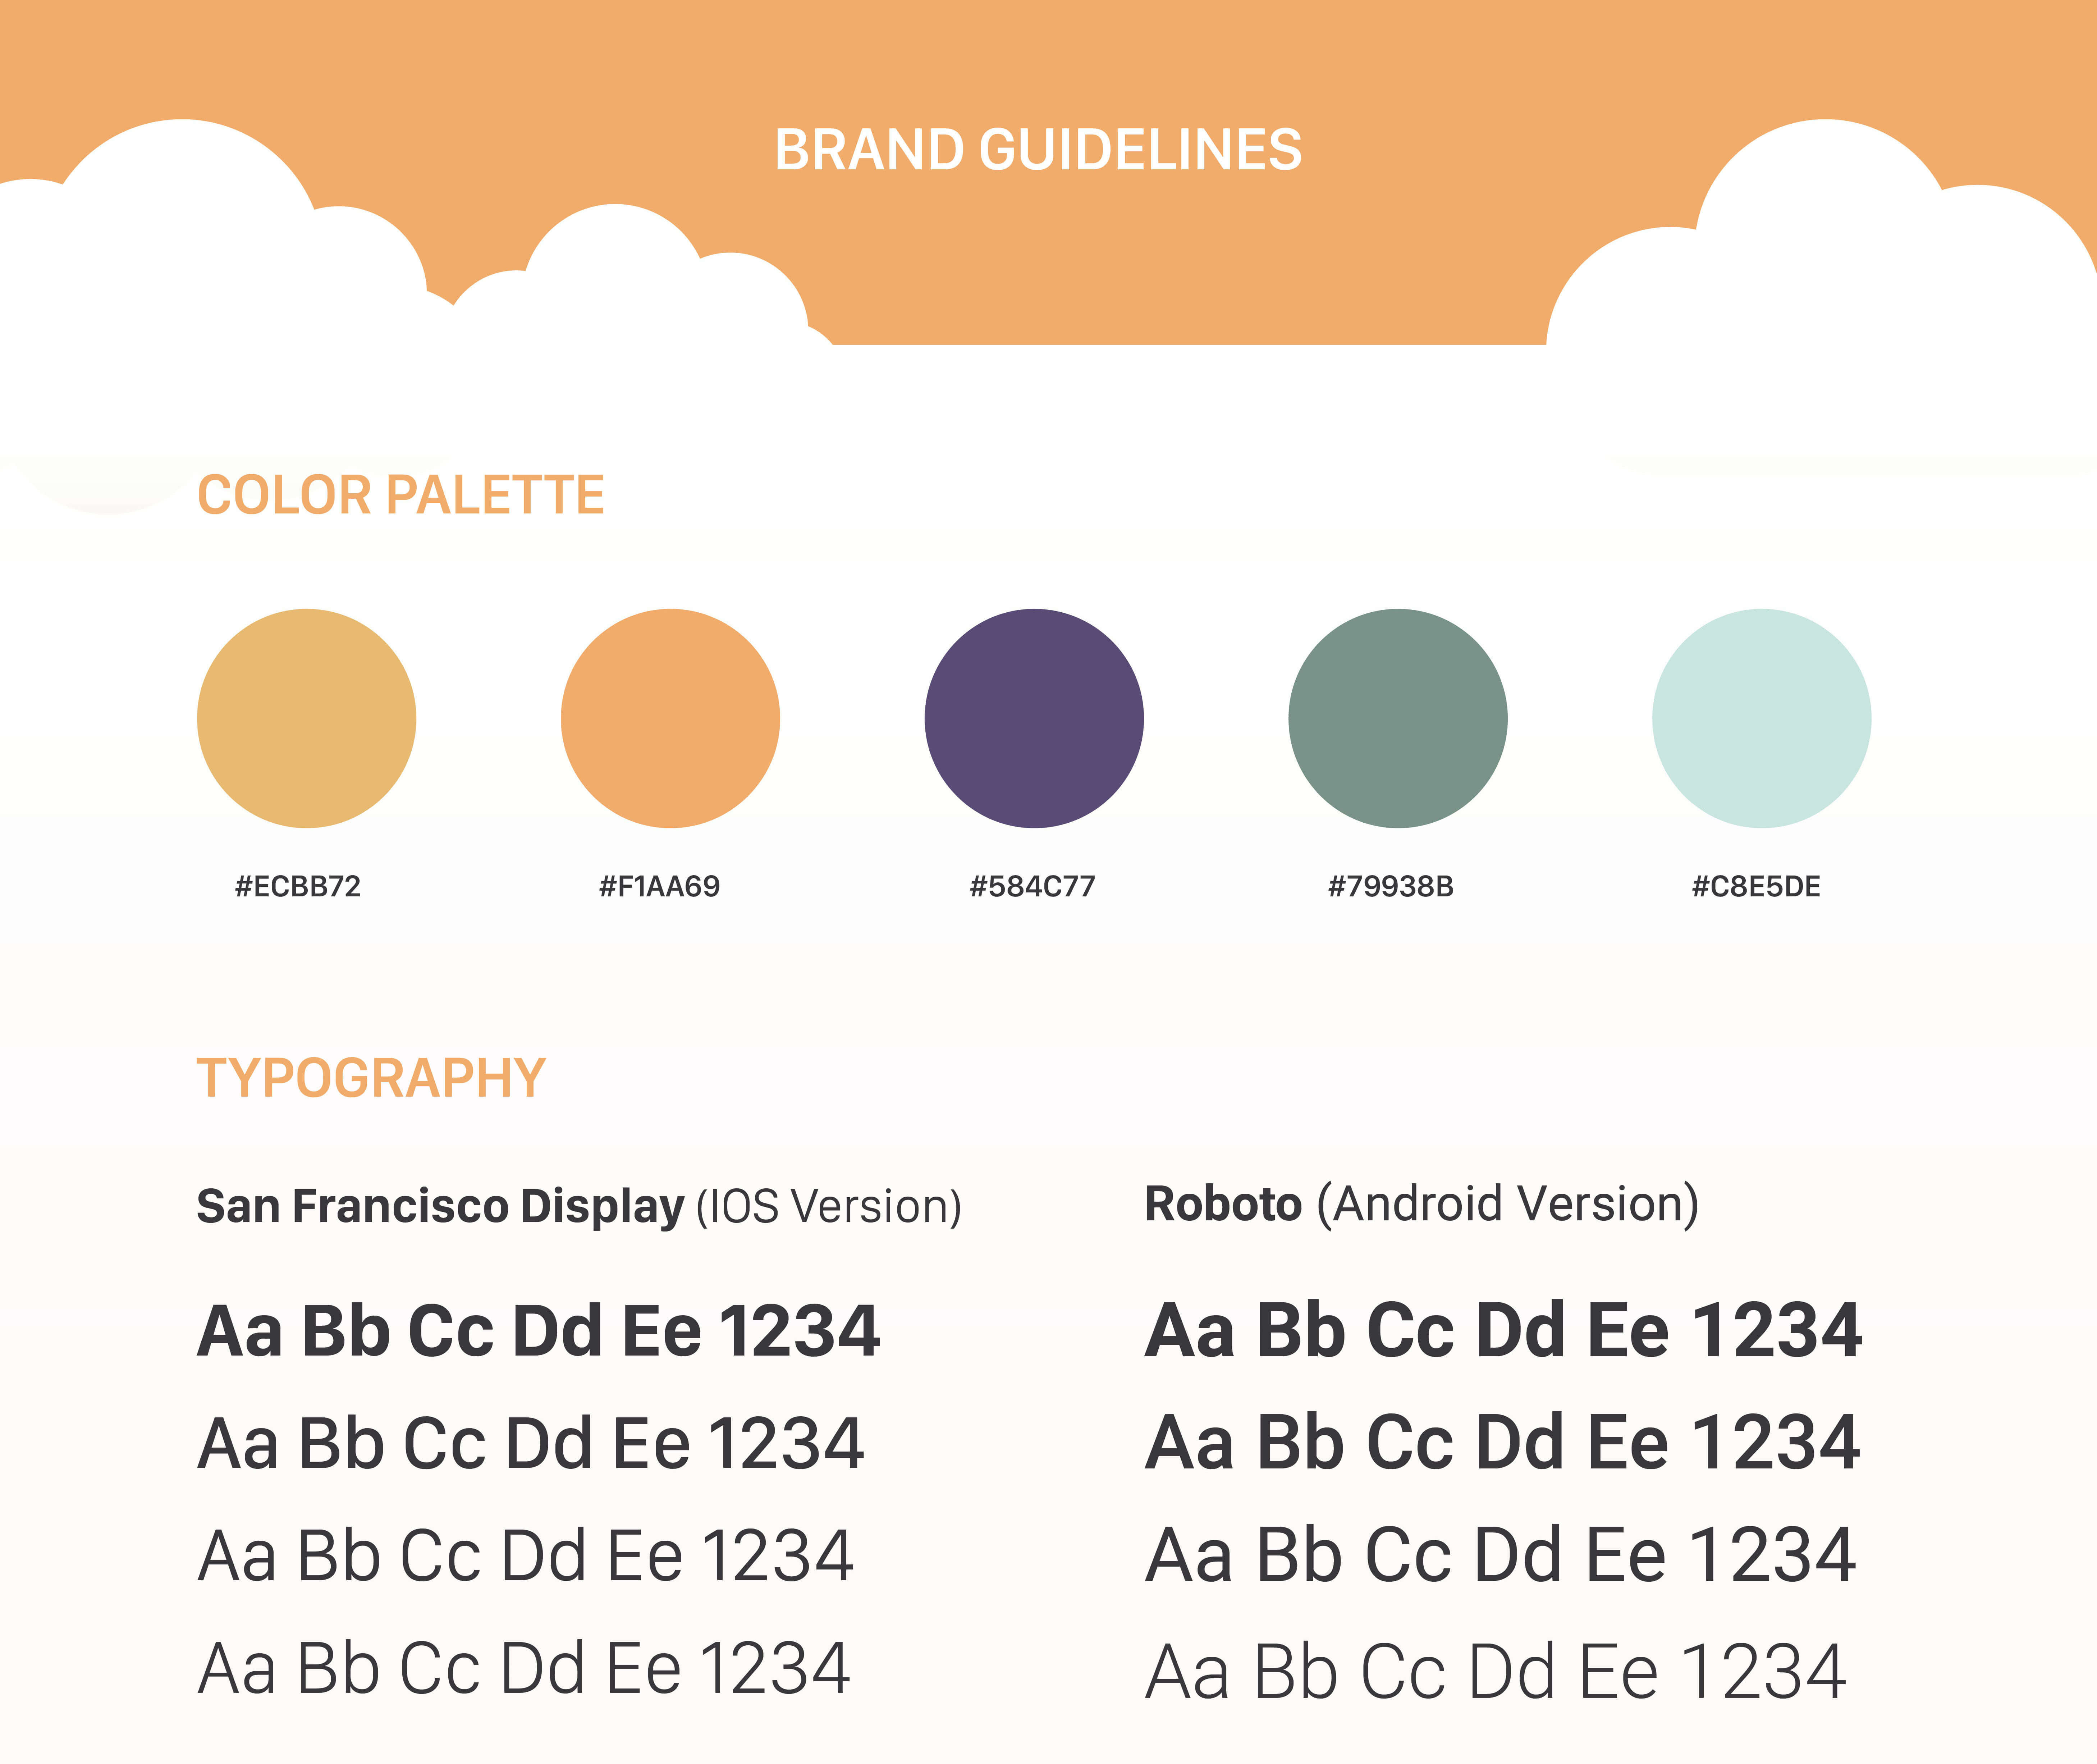 BRAND GUIDELINES
COLOR PALETTE
#ECBB72
#F1AA69
#584C77
#79938B
#C8E5DE
TYPOGRAPHY
San Francisco Display (IOS Version)
Aa Bb Cc Dd Ee 1234
Aa Bb Cc Dd Ee 1234
Aa Bb Cc Dd Ee 1234
Aa Bb Cc Dd Ee 1234
Roboto (Android Version)
Aa Bb Cc Dd Ee 1234
Aa Bb Cc Dd Ee 1234
Aa Bb Cc Dd Ee 1234
Aa Bb Cc Dd Ee 1234